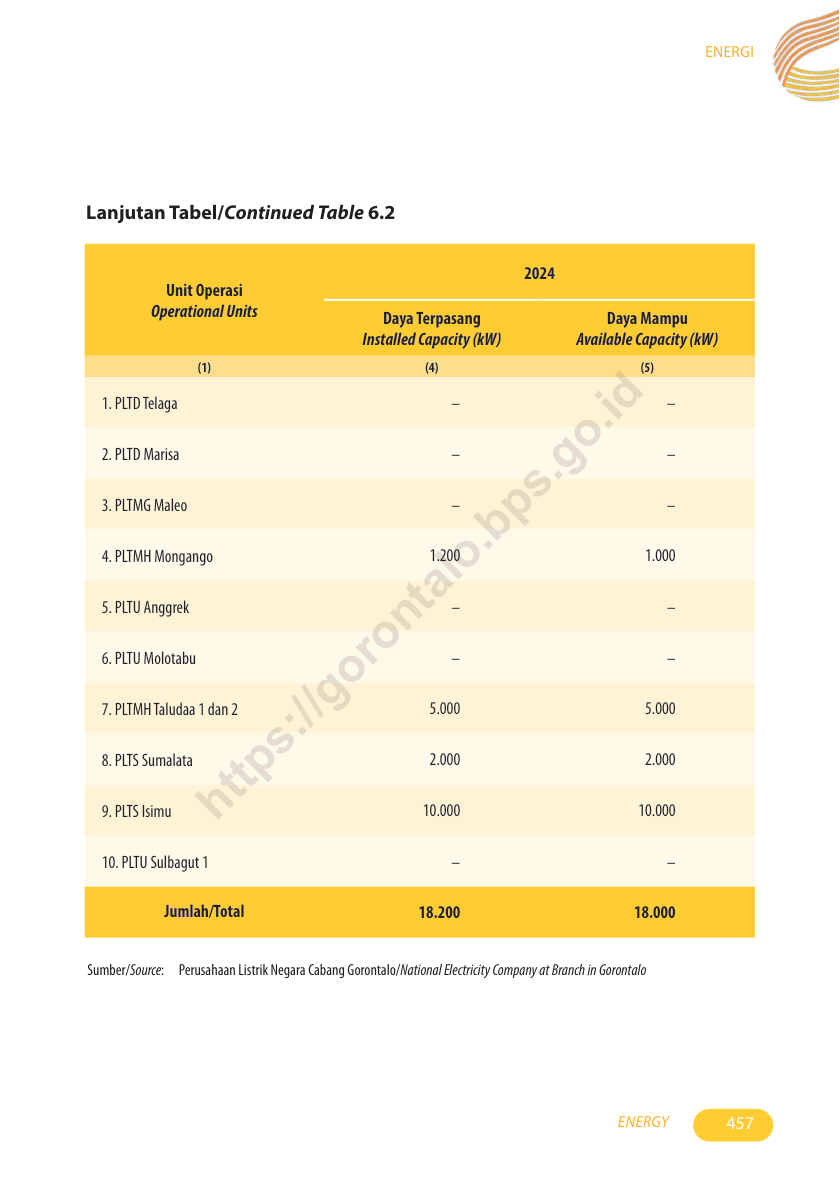 ENERGI
Lanjutan Tabel/Continued Table 6.2
Unit Operasi
Operational Units
2024
Daya Terpasang
Installed Capacity (kW)
Daya Mampu
Available Capacity (kW)
(1) (4) (5)
1. PLTD Telaga – –
2. PLTD Marisa – –
3. PLTMG Maleo – –
4. PLTMH Mongango 1.200 1.000
5. PLTU Anggrek – –
6. PLTU Molotabu – –
7. PLTMH Taludaa 1 dan 2 5.000 5.000
8. PLTS Sumalata 2.000 2.000
9. PLTS Isimu 10.000 10.000
10. PLTU Sulbagut 1 – –
Jumlah/Total 18.200 18.000
Sumber/Source: Perusahaan Listrik Negara Cabang Gorontalo/National Electricity Company at Branch in Gorontalo
https://gorontalo.bps.go.id
ENERGY 457